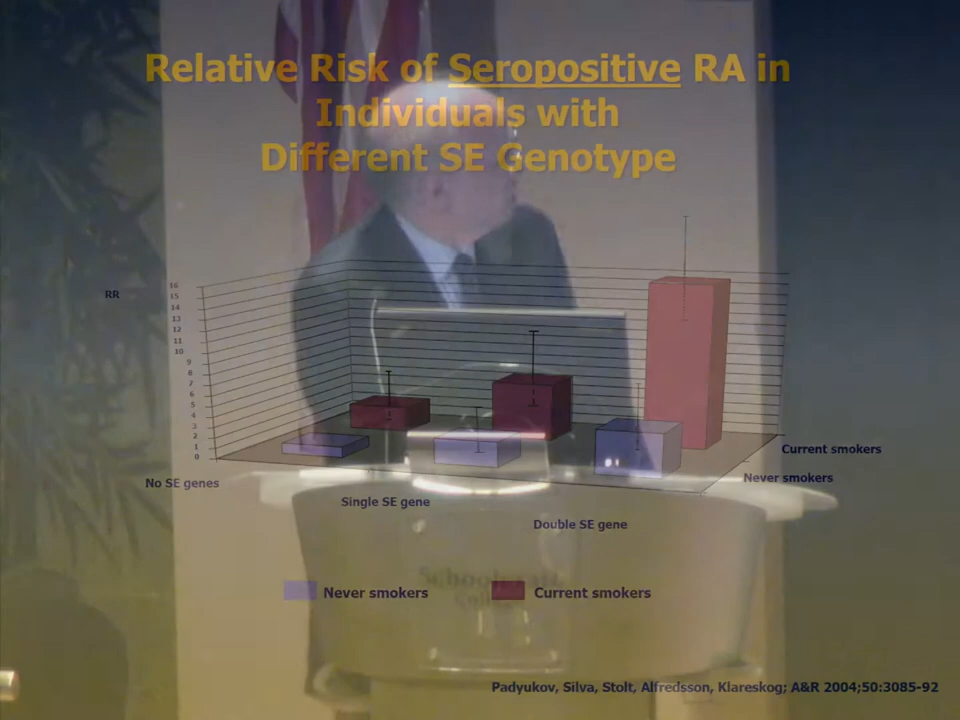 Relative Risk of Seropositive RA in
Individuals with
Different SE Genotype
RR
16
15
14
13
12
11
10
9
8
7
6
5
4
3
2
1
0
No SE genes
Single SE gene
Double SE gene
Current smokers
Never smokers
Never smokers
Current smokers
Schoolcraft
College
Padyukov, Silva, Stolt, Alfredsson, Klareskog; A&R 2004;50:3085-92